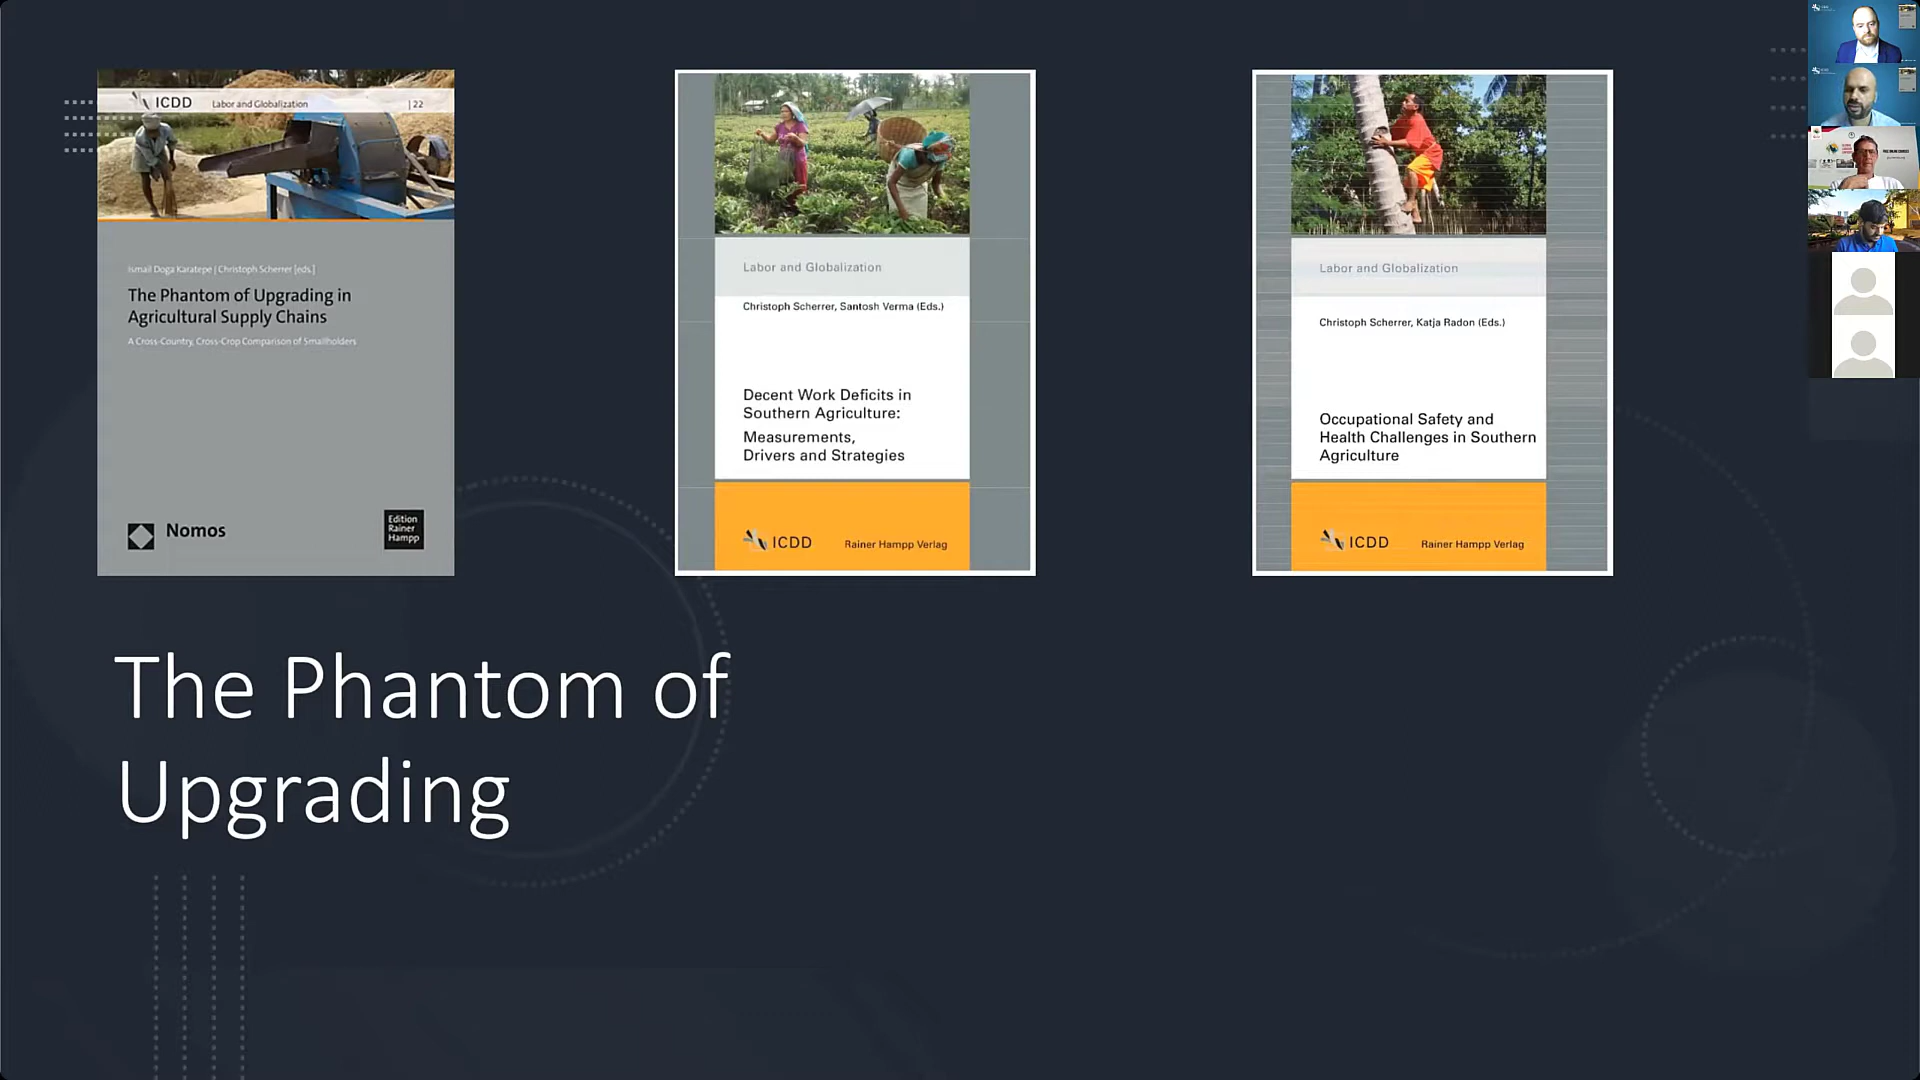 ICDD Labor and Globalization | 22
Ismail Doga Karatepe | Christoph Scherrer [eds.]
The Phantom of Upgrading in
Agricultural Supply Chains
A Cross-Country, Cross-Crop Comparison of Smallholders
Nomos
Edition
Rainer
Hampp
Labor and Globalization
Christoph Scherrer, Santosh Verma (Eds.)
Decent Work Deficits in
Southern Agriculture:
Measurements,
Drivers and Strategies
ICDD Rainer Hampp Verlag
Labor and Globalization
Christoph Scherrer, Katja Radon (Eds.)
Occupational Safety and
Health Challenges in Southern
Agriculture
ICDD Rainer Hampp Verlag
The Phantom of
Upgrading